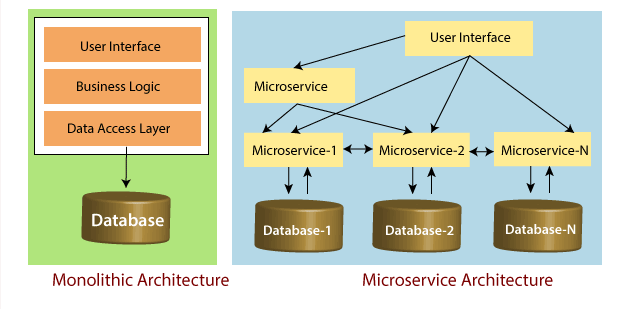 User Interface
Business Logic
Data Access Layer
Database
Monolithic Architecture
User Interface
Microservice
Microservice-1
Microservice-2
Microservice-N
Database-1
Database-2
Database-N
Microservice Architecture